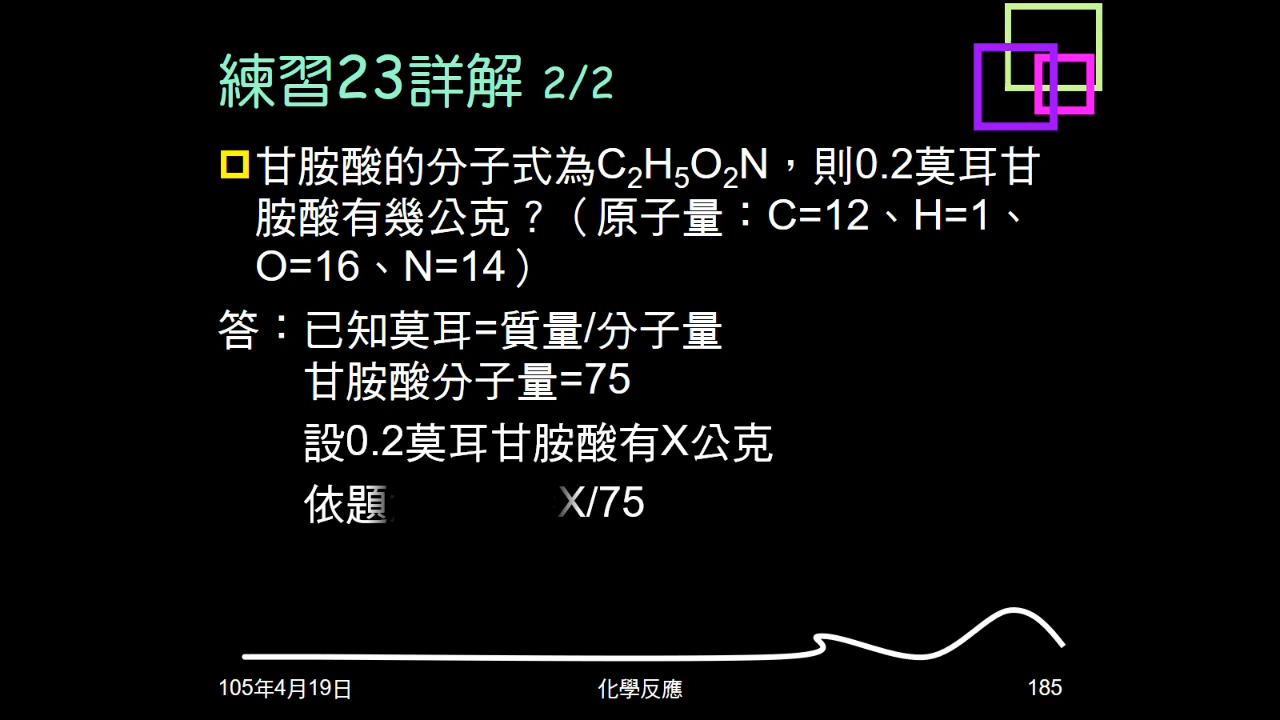 練習23詳解 2/2
甘胺酸的分子式為C₂H₅O₂N，則0.2莫耳甘
胺酸有幾公克？（原子量：C=12、H=1、
O=16、N=14）
答：已知莫耳=質量/分子量
甘胺酸分子量=75
設0.2莫耳甘胺酸有X公克
依題 X/75
105年4月19日 化學反應 185